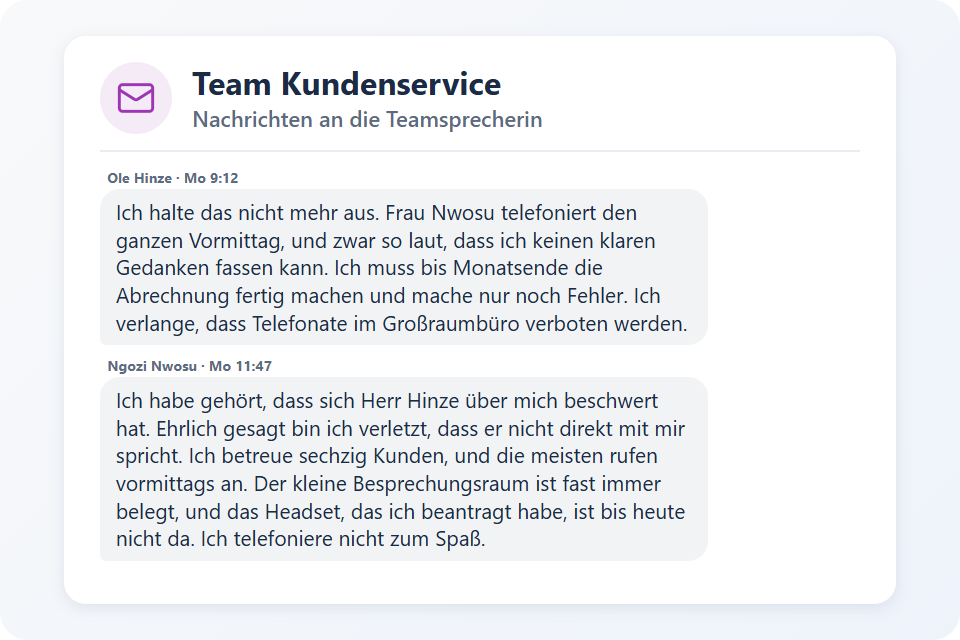 Team Kundenservice
Nachrichten an die Teamsprecherin
Ole Hinze · Mo 9:12
Ich halte das nicht mehr aus. Frau Nwosu telefoniert den
ganzen Vormittag, und zwar so laut, dass ich keinen klaren
Gedanken fassen kann. Ich muss bis Monatsende die
Abrechnung fertig machen und mache nur noch Fehler. Ich
verlange, dass Telefonate im Großraumbüro verboten werden.
Ngozi Nwosu · Mo 11:47
Ich habe gehört, dass sich Herr Hinze über mich beschwert
hat. Ehrlich gesagt bin ich verletzt, dass er nicht direkt mit mir
spricht. Ich betreue sechzig Kunden, und die meisten rufen
vormittags an. Der kleine Besprechungsraum ist fast immer
belegt, und das Headset, das ich beantragt habe, ist bis heute
nicht da. Ich telefoniere nicht zum Spaß.